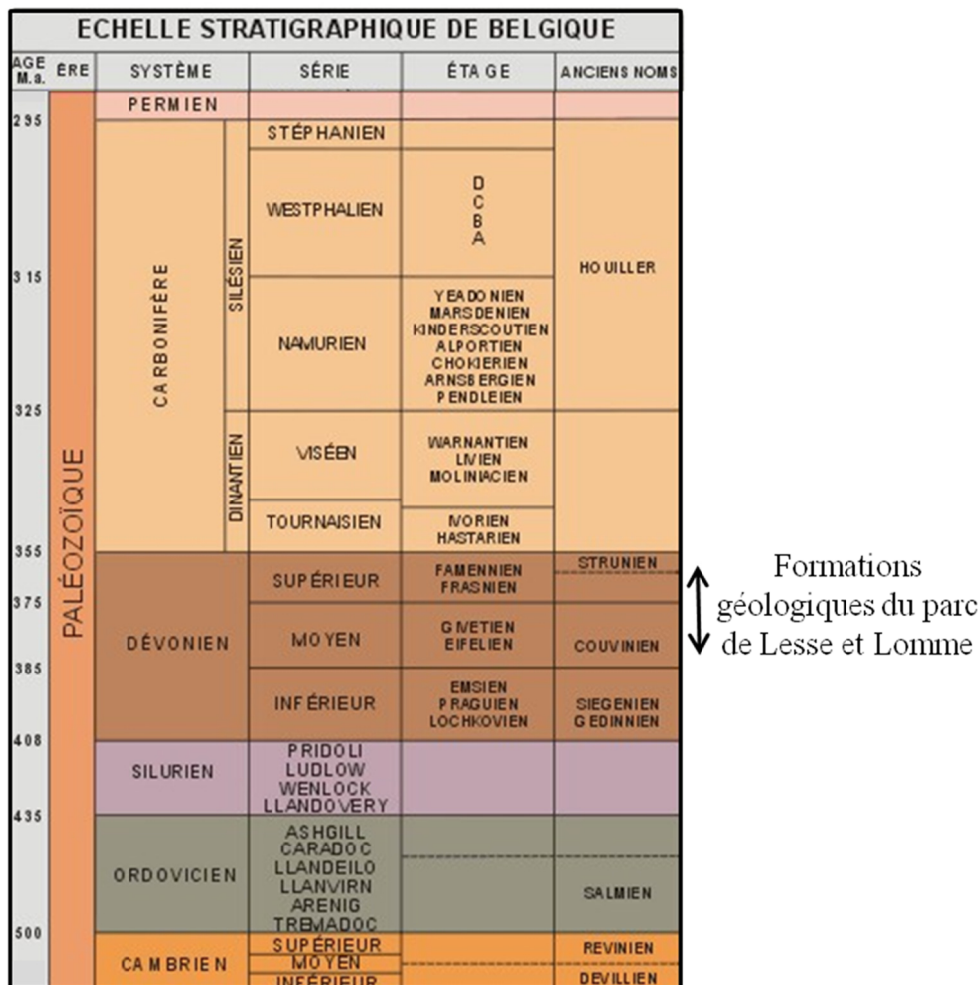 ECHELLE STRATIGRAPHIQUE DE BELGIQUE
AGE M.a.
ÈRE
SYSTÈME
SÉRIE
ÉTAGE
ANCIENS NOMS
PALÉOZOÏQUE
PERMIEN
295
CARBONIFÈRE
SILÉSIEN
STÉPHANIEN
WESTPHALIEN
D
C
B
A
HOUILLER
315
NAMURIEN
YEADONIEN
MARSDENIEN
KINDERSCOUTIEN
ALPORTIEN
CHOKIERIEN
ARNSBERGIEN
PENDLEIEN
325
DINANTIEN
VISÉEN
WARNANTIEN
LIVIEN
MOLINIACIEN
TOURNAISIEN
IVORIEN
HASTARIEN
355
DÉVONIEN
SUPÉRIEUR
FAMENNIEN
FRASNIEN
STRUNIEN
375
MOYEN
GIVETIEN
EIFELIEN
COUVINIEN
385
INFÉRIEUR
EMSIEN
PRAGUIEN
LOCHKOVIEN
SIEGENIEN
GEDINNIEN
408
SILURIEN
PRIDOLI
LUDLOW
WENLOCK
LLANDOVERY
435
ORDOVICIEN
ASHGILL
CARADOC
LLANDEILO
LLANVIRN
ARENIG
TREMADOC
SALMIEN
500
CAMBRIEN
SUPÉRIEUR
MOYEN
INFÉRIEUR
REVINIEN
DEVILLIEN
Formations
géologiques du parc
de Lesse et Lomme